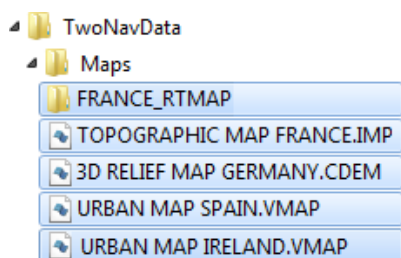 TwoNavData
Maps
FRANCE_RTMAP
TOPOGRAPHIC MAP FRANCE.IMP
3D RELIEF MAP GERMANY.CDEM
URBAN MAP SPAIN.VMAP
URBAN MAP IRELAND.VMAP